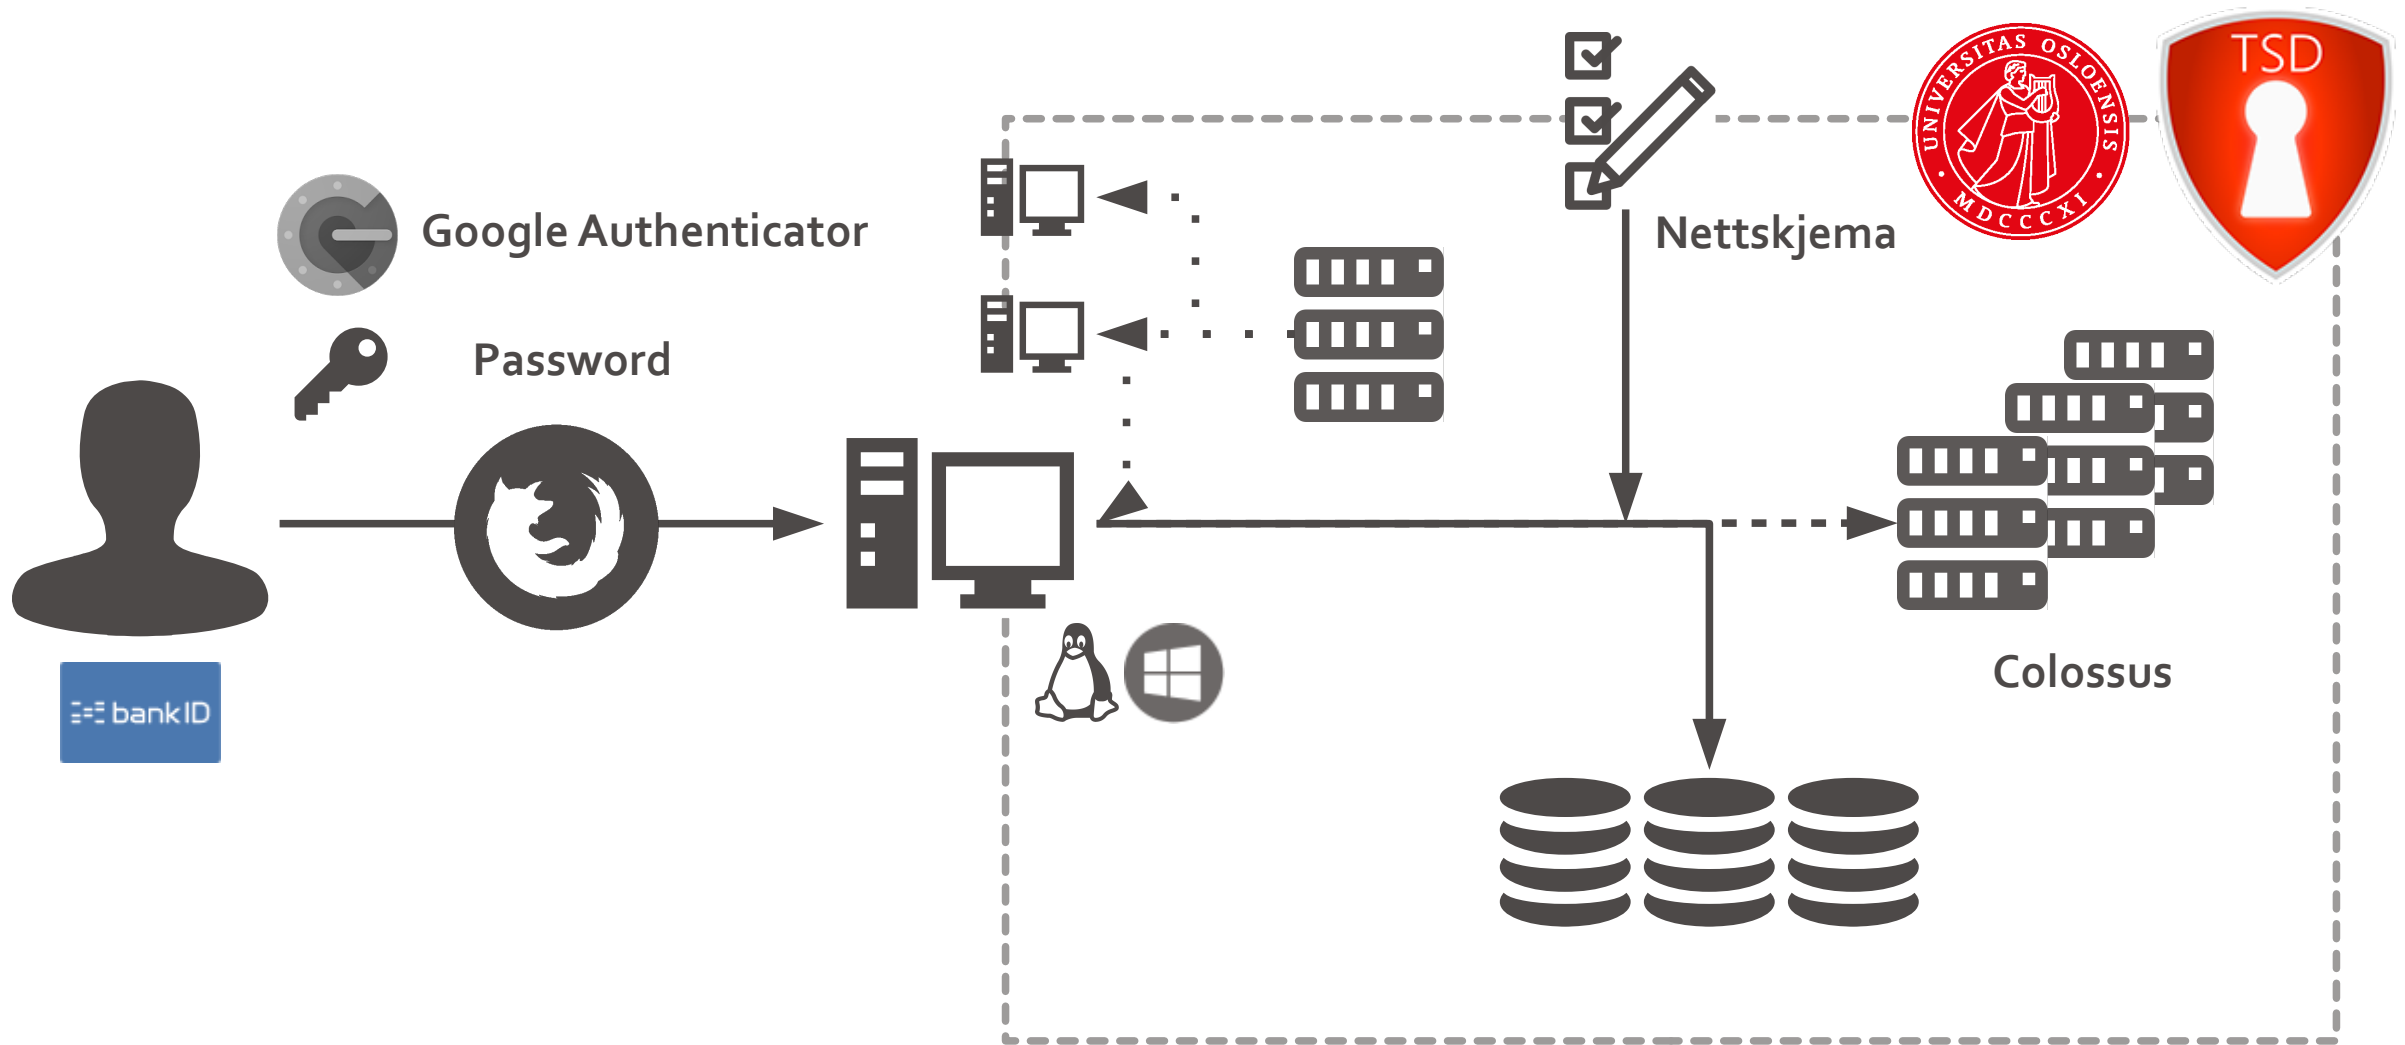 UNIVERSITAS OSLOENSIS
MDCCCXI
TSD
Google Authenticator
Nettskjema
Password
Colossus
bankID